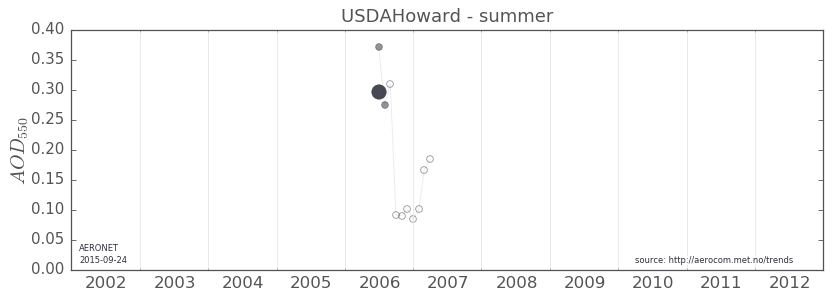 USDAHoward - summer
0.40
0.35
0.30
0.25
0.20
0.15
0.10
0.05
0.00
AOD550
AERONET
2015-09-24
source: http://aerocom.met.no/trends
2002 2003 2004 2005 2006 2007 2008 2009 2010 2011 2012